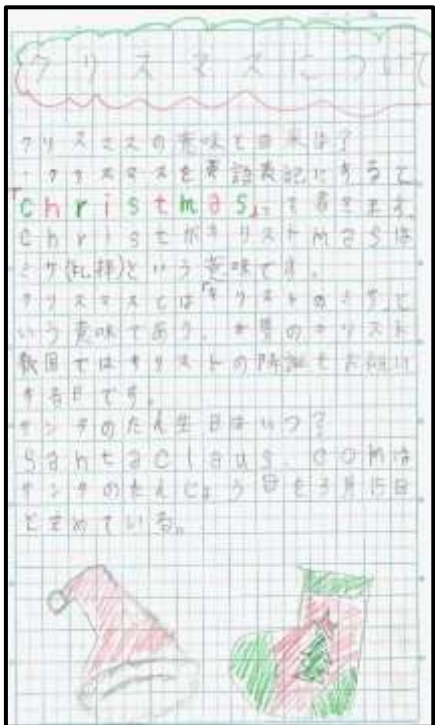 クリスマスについて
クリスマスの意味と由来は?
・クリスマスを英語表記にすると
「christmas」って書きます。
Christがキリストmasは
ミサ(礼拝)という意味です。
クリスマスとは「キリストのミサ」と
いう意味であり、キリスト
教国ではキリストの降誕をお祝い
する日です。
サンタのたん生日はいつ?
Santaclaus.comは
サンタのたんじょう日を3月15日
ときめている。